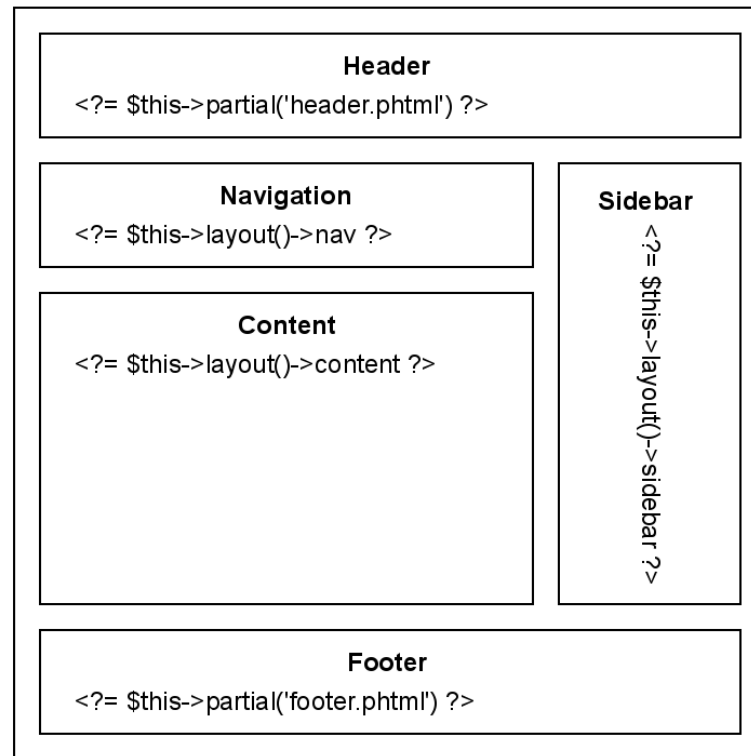 Header
<?= $this->partial('header.phtml') ?>
Navigation
<?= $this->layout()->nav ?>
Sidebar
<?= $this->layout()->sidebar ?>
Content
<?= $this->layout()->content ?>
Footer
<?= $this->partial('footer.phtml') ?>